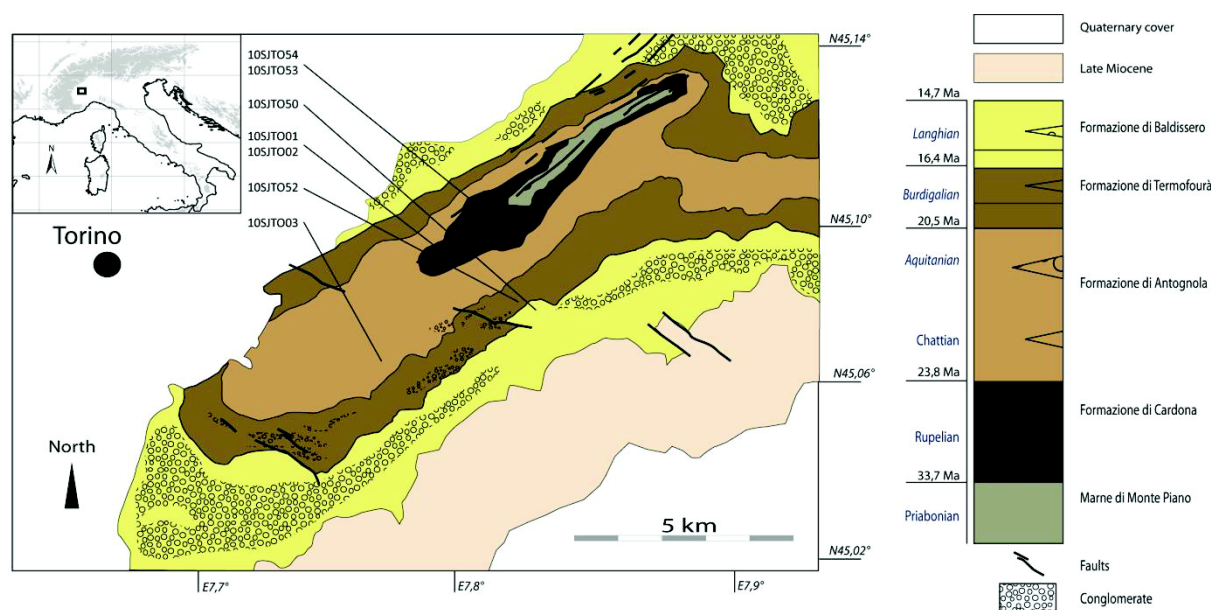 10SJTO54
10SJTO53
10SJTO50
10SJTO01
10SJTO02
10SJTO52
10SJTO03
N
Torino
North
5 km
N45,14°
N45,10°
N45,06°
N45,02°
E7,7°
E7,8°
E7,9°
Quaternary cover
Late Miocene
14,7 Ma
Langhian
Formazione di Baldissero
16,4 Ma
Burdigalian
Formazione di Termofourà
20,5 Ma
Aquitanian
Formazione di Antognola
Chattian
23,8 Ma
Formazione di Cardona
Rupelian
33,7 Ma
Marne di Monte Piano
Priabonian
Faults
Conglomerate